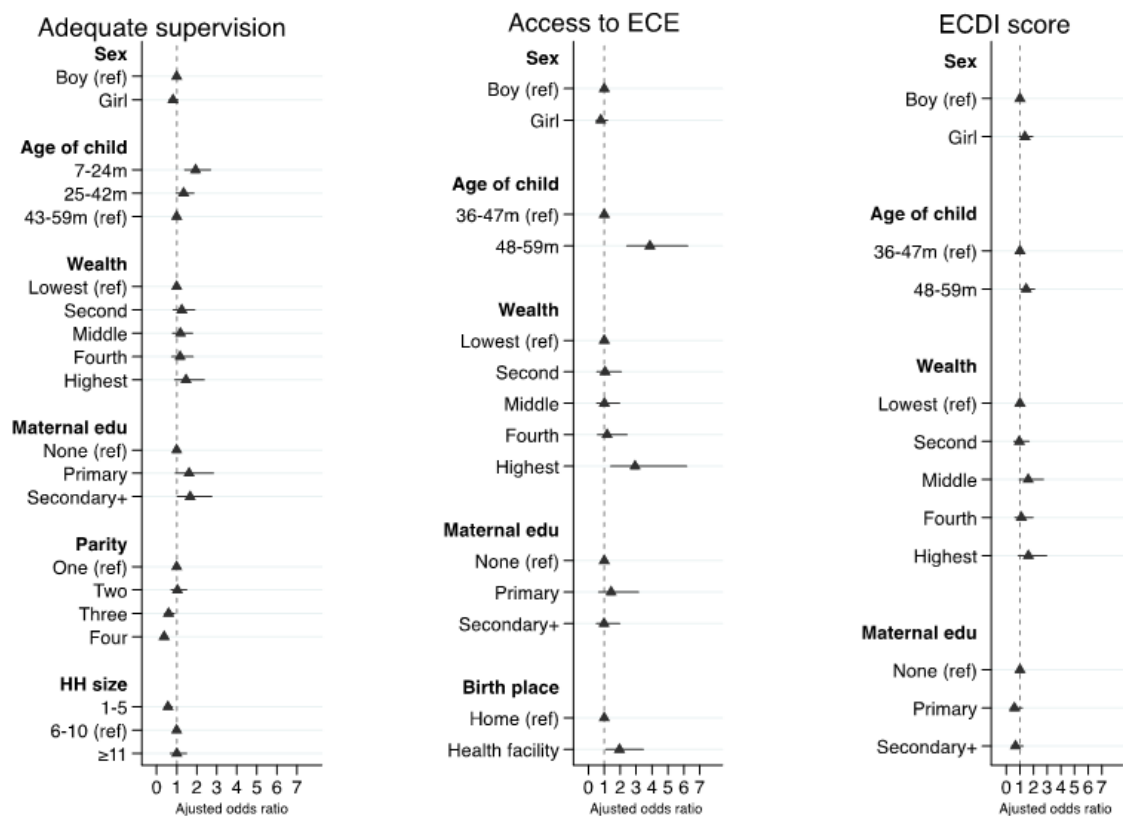 Adequate supervision
Sex
Boy (ref)
Girl
Age of child
7-24m
25-42m
43-59m (ref)
Wealth
Lowest (ref)
Second
Middle
Fourth
Highest
Maternal edu
None (ref)
Primary
Secondary+
Parity
One (ref)
Two
Three
Four
HH size
1-5
6-10 (ref)
≥11
0 1 2 3 4 5 6 7
Ajusted odds ratio
Access to ECE
Sex
Boy (ref)
Girl
Age of child
36-47m (ref)
48-59m
Wealth
Lowest (ref)
Second
Middle
Fourth
Highest
Maternal edu
None (ref)
Primary
Secondary+
Birth place
Home (ref)
Health facility
0 1 2 3 4 5 6 7
Ajusted odds ratio
ECDI score
Sex
Boy (ref)
Girl
Age of child
36-47m (ref)
48-59m
Wealth
Lowest (ref)
Second
Middle
Fourth
Highest
Maternal edu
None (ref)
Primary
Secondary+
0 1 2 3 4 5 6 7
Ajusted odds ratio